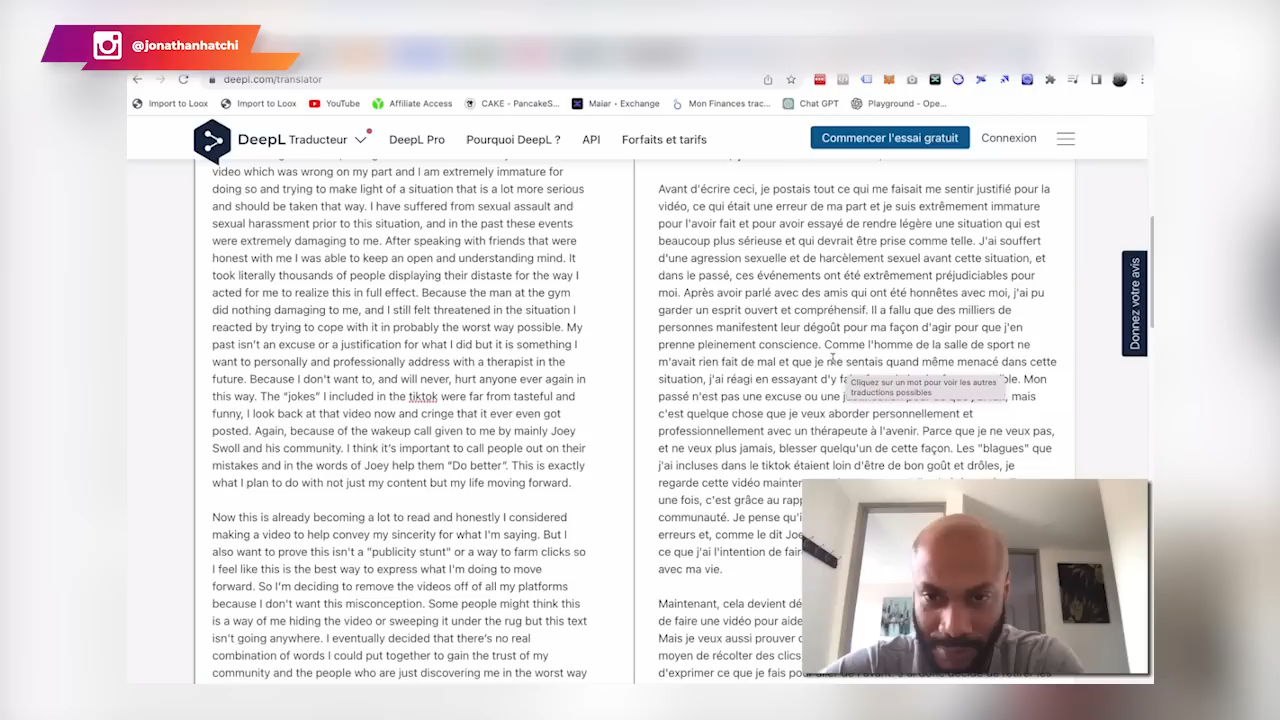 @jonathanhatchi
deepl.com/translator
Import to Loox
Import to Loox
YouTube
Affiliate Access
CAKE - PancakeS...
Maiar • Exchange
Mon Finances trac...
Chat GPT
Playground - Ope...
DeepL Traducteur
DeepL Pro
Pourquoi DeepL ?
API
Forfaits et tarifs
Commencer l'essai gratuit
Connexion
video which was wrong on my part and I am extremely immature for
doing so and trying to make light of a situation that is a lot more serious
and should be taken that way. I have suffered from sexual assault and
sexual harassment prior to this situation, and in the past these events
were extremely damaging to me. After speaking with friends that were
honest with me I was able to keep an open and understanding mind. It
took literally thousands of people displaying their distaste for the way I
acted for me to realize this in full effect. Because the man at the gym
did nothing damaging to me, and I still felt threatened in the situation I
reacted by trying to cope with it in probably the worst way possible. My
past isn't an excuse or a justification for what I did but it is something I
want to personally and professionally address with a therapist in the
future. Because I don't want to, and will never, hurt anyone ever again in
this way. The “jokes” I included in the tiktok were far from tasteful and
funny, I look back at that video now and cringe that it ever even got
posted. Again, because of the wakeup call given to me by mainly Joey
Swoll and his community. I think it's important to call people out on their
mistakes and in the words of Joey help them “Do better”. This is exactly
what I plan to do with not just my content but my life moving forward.
Now this is already becoming a lot to read and honestly I considered
making a video to help convey my sincerity for what I'm saying. But I
also want to prove this isn't a "publicity stunt" or a way to farm clicks so
I feel like this is the best way to express what I'm doing to move
forward. So I'm deciding to remove the videos off of all my platforms
because I don't want this misconception. Some people might think this
is a way of me hiding the video or sweeping it under the rug but this text
isn't going anywhere. I eventually decided that there's no real
combination of words I could put together to gain the trust of my
community and the people who are just discovering me in the worst way
Avant d'écrire ceci, je postais tout ce qui me faisait me sentir justifié pour la
vidéo, ce qui était une erreur de ma part et je suis extrêmement immature
pour l'avoir fait et pour avoir essayé de rendre légère une situation qui est
beaucoup plus sérieuse et qui devrait être prise comme telle. J'ai souffert
d'une agression sexuelle et de harcèlement sexuel avant cette situation, et
dans le passé, ces événements ont été extrêmement préjudiciables pour
moi. Après avoir parlé avec des amis qui ont été honnêtes avec moi, j'ai pu
garder un esprit ouvert et compréhensif. Il a fallu que des milliers de
personnes manifestent leur dégoût pour ma façon d'agir pour que j'en
prenne pleinement conscience. Comme l'homme de la salle de sport ne
m'avait rien fait de mal et que je me sentais quand même menacé dans cette
situation, j'ai réagi en essayant d'y
Mon
passé n'est pas une excuse ou une
mais
c'est quelque chose que je veux aborder personnellement et
professionnellement avec un thérapeute à l'avenir. Parce que je ne veux pas,
et ne veux plus jamais, blesser quelqu'un de cette façon. Les "blagues" que
j'ai incluses dans le tiktok étaient loin d'être de bon goût et drôles, je
regarde cette vidéo
une fois, c'est grâce au
communauté. Je pense
erreurs et, comme le dit
ce que j'ai l'intention de
avec ma vie.
Maintenant, cela devient
de faire une vidéo pour
Mais je veux aussi prouver
moyen de récolter des clics
d'exprimer ce que je fais pour
Cliquez sur un mot pour voir les autres
traductions possibles
Donnez votre avis